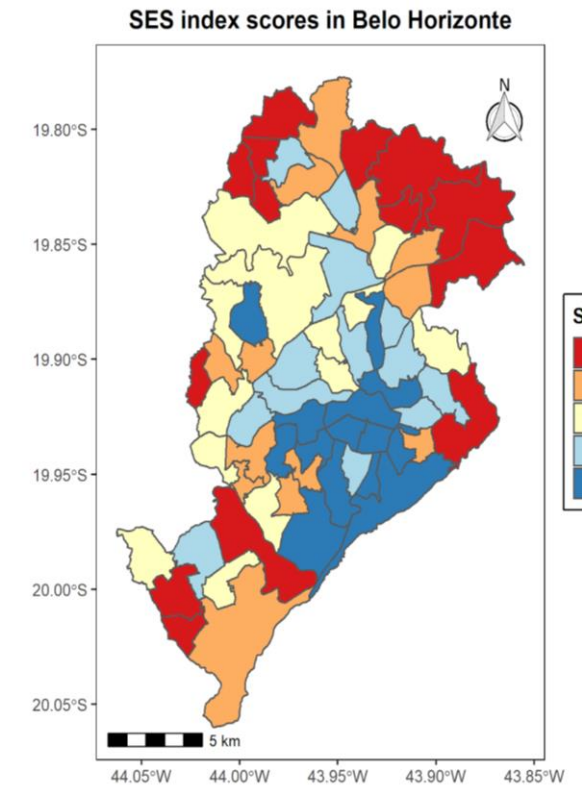 SES index scores in Belo Horizonte
N
19.80°S
19.85°S
19.90°S
19.95°S
20.00°S
20.05°S
5 km
44.05°W 44.00°W 43.95°W 43.90°W 43.85°W
S